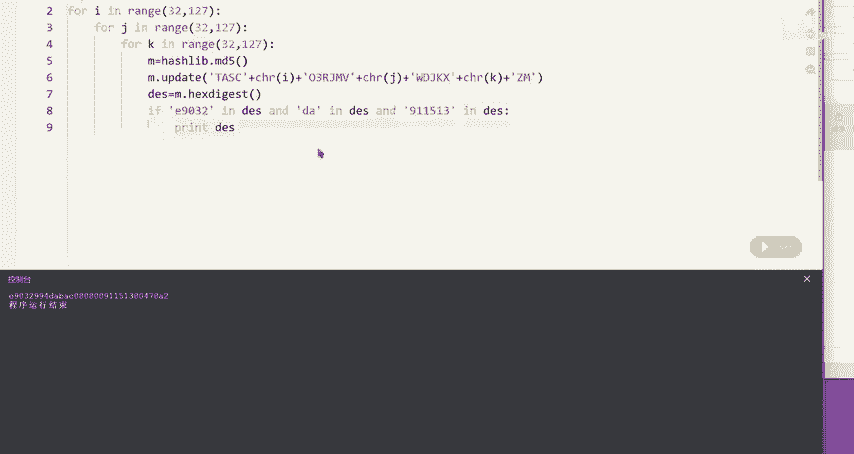 2 for i in range(32,127):
3 for j in range(32,127):
4 for k in range(32,127):
5 m=hashlib.md5()
6 m.update('TASC'+chr(i)+'O3RJMV'+chr(j)+'WDJKX'+chr(k)+'ZM')
7 des=m.hexdigest()
8 if 'e9032' in des and 'da' in des and '911513' in des:
9 print des
控制台
e9032994dabac08080911513980478a2
程序运行结束